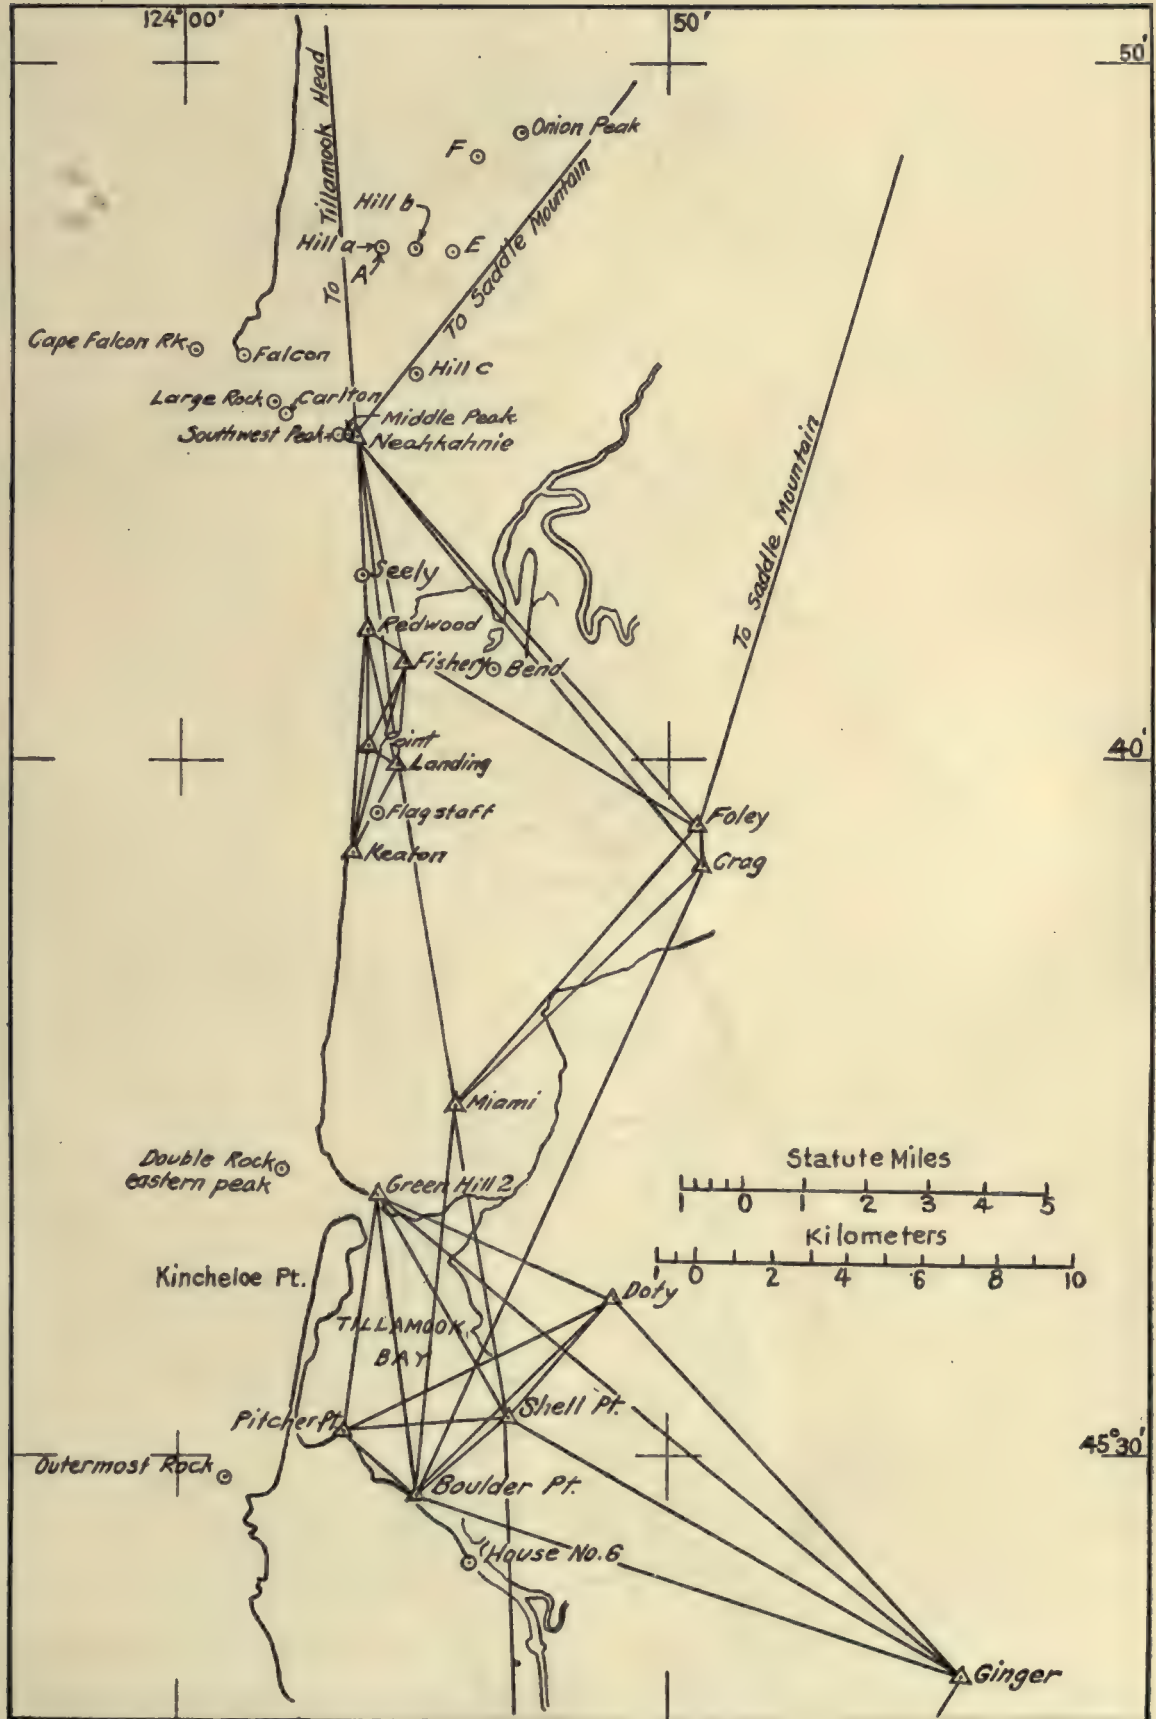 124° 00'
50'
50'
Tillamook Head
To
Onion Peak
F
Hill b
Hill a
A
E
To Saddle Mountain
Cape Falcon Rk.
Falcon
Hill c
Large Rock
Carlton
Middle Peak
Southwest Peak
Neahkahnie
To Saddle Mountain
Seely
Redwood
Fishery
Bend
Point
Landing
40'
Flagstaff
Foley
Keaton
Crag
Miami
Double Rock
eastern peak
Green Hill 2
Statute Miles
1 0 1 2 3 4 5
Kilometers
1 0 2 4 6 8 10
Kincheloe Pt.
Doty
TILLAMOOK
BAY
Pitcher Pt.
Shell Pt.
45° 30'
Outermost Rock
Boulder Pt.
House No. 6
Ginger